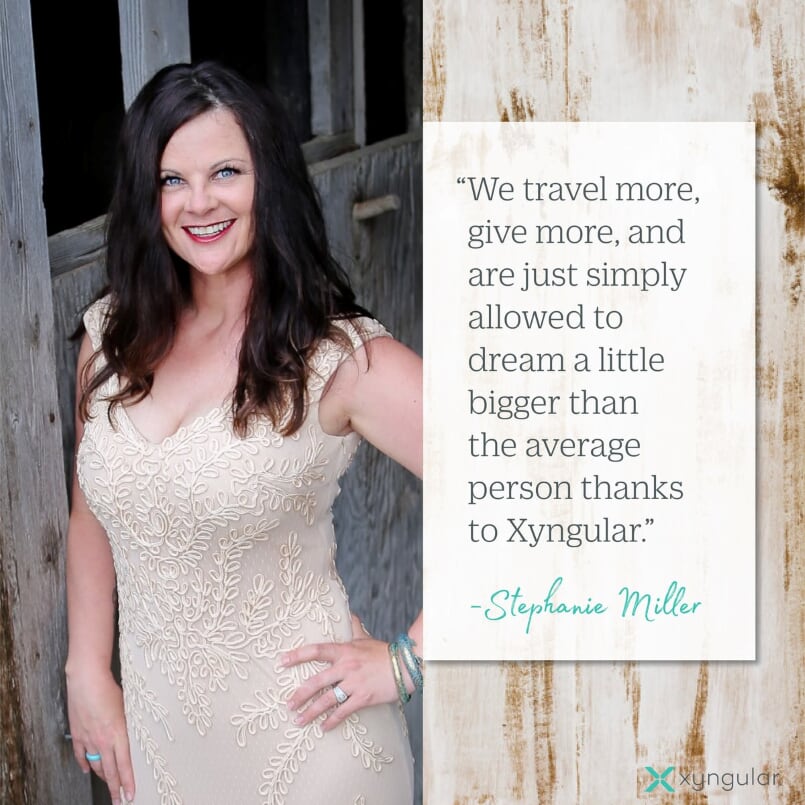 “We travel more,
give more, and
are just simply
allowed to
dream a little
bigger than
the average
person thanks
to Xyngular.”
-Stephanie Miller
xyngular